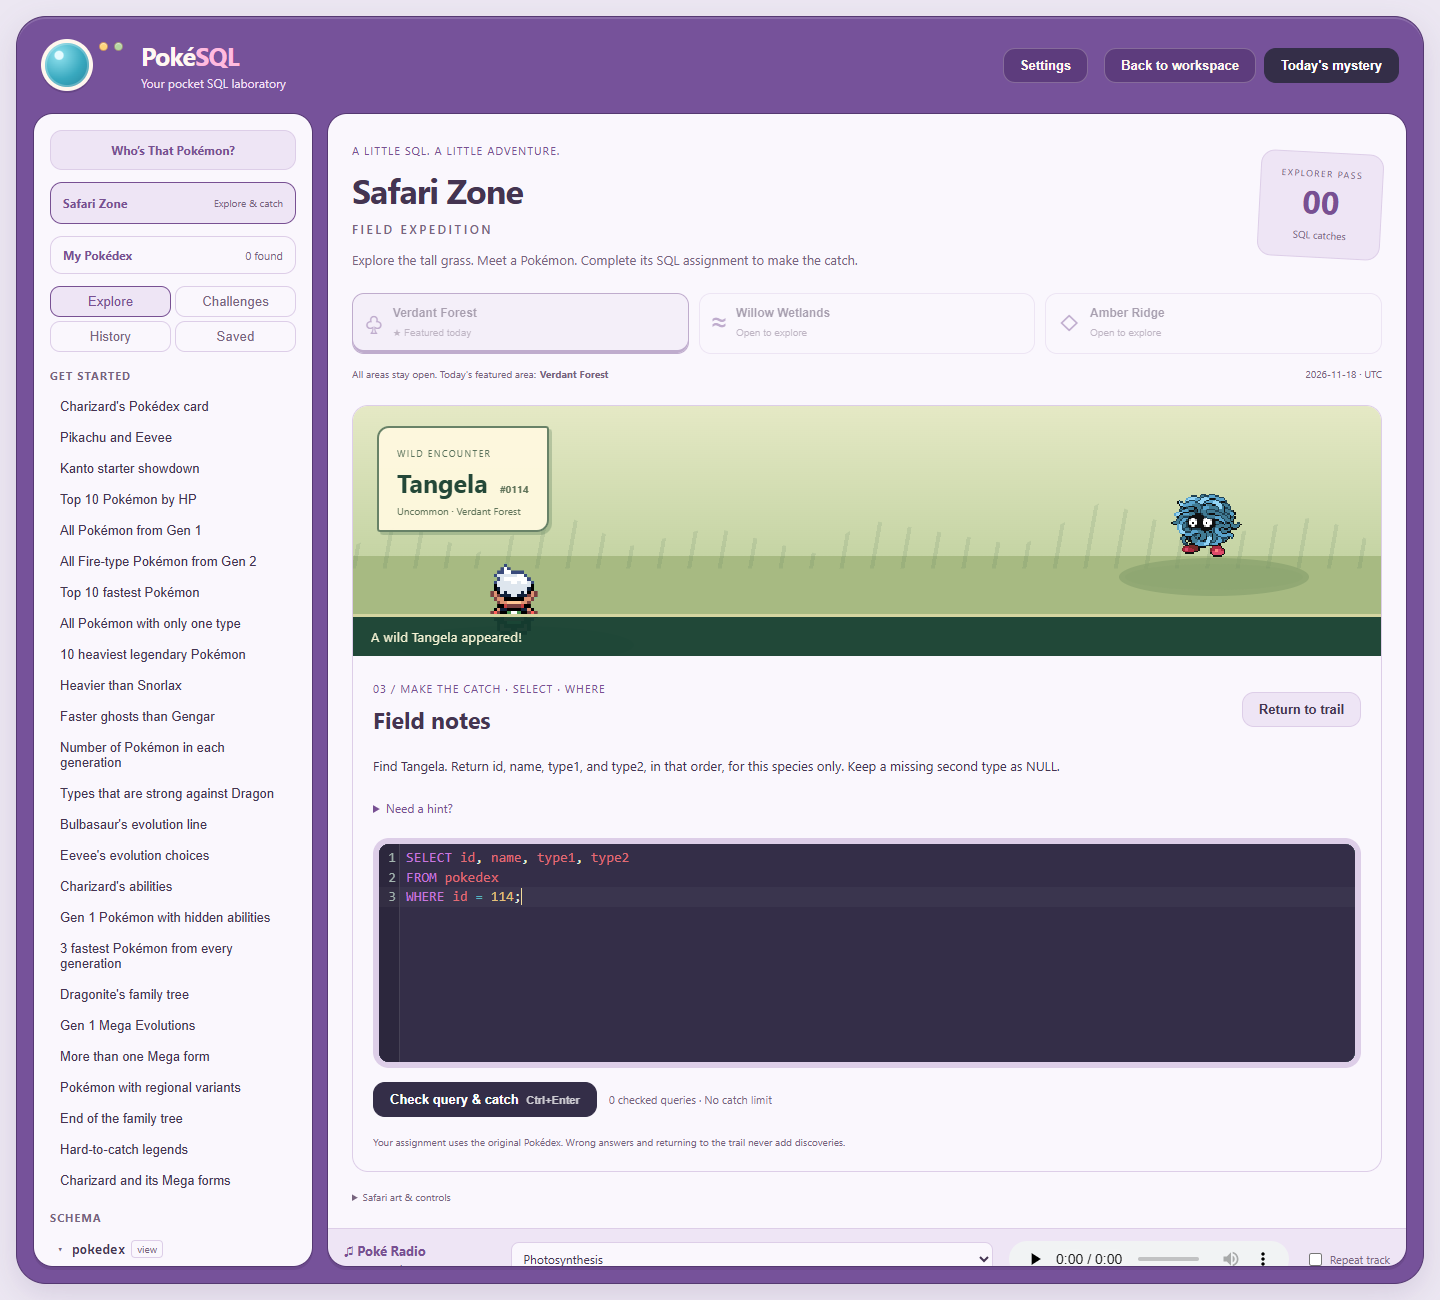 PokéSQL
Your pocket SQL laboratory
Settings
Back to workspace
Today's mystery
Who's That Pokémon?
Safari Zone
Explore & catch
My Pokédex
0 found
Explore
Challenges
History
Saved
GET STARTED
Charizard's Pokédex card
Pikachu and Eevee
Kanto starter showdown
Top 10 Pokémon by HP
All Pokémon from Gen 1
All Fire-type Pokémon from Gen 2
Top 10 fastest Pokémon
All Pokémon with only one type
10 heaviest legendary Pokémon
Heavier than Snorlax
Faster ghosts than Gengar
Number of Pokémon in each
generation
Types that are strong against Dragon
Bulbasaur's evolution line
Eevee's evolution choices
Charizard's abilities
Gen 1 Pokémon with hidden abilities
3 fastest Pokémon from every
generation
Dragonite's family tree
Gen 1 Mega Evolutions
More than one Mega form
Pokémon with regional variants
End of the family tree
Hard-to-catch legends
Charizard and its Mega forms
SCHEMA
pokedex view
A LITTLE SQL. A LITTLE ADVENTURE.
Safari Zone
FIELD EXPEDITION
Explore the tall grass. Meet a Pokémon. Complete its SQL assignment to make the catch.
EXPLORER PASS
00
SQL catches
Verdant Forest
★ Featured today
Willow Wetlands
Open to explore
Amber Ridge
Open to explore
All areas stay open. Today's featured area: Verdant Forest
2026-11-18 · UTC
WILD ENCOUNTER
Tangela #0114
Uncommon · Verdant Forest
A wild Tangela appeared!
03 / MAKE THE CATCH · SELECT · WHERE
Field notes
Return to trail
Find Tangela. Return id, name, type1, and type2, in that order, for this species only. Keep a missing second type as NULL.
Need a hint?
1 SELECT id, name, type1, type2
2 FROM pokedex
3 WHERE id = 114;
Check query & catch Ctrl+Enter
0 checked queries · No catch limit
Your assignment uses the original Pokédex. Wrong answers and returning to the trail never add discoveries.
Safari art & controls
♫ Poké Radio
Photosynthesis
0:00 / 0:00
Repeat track